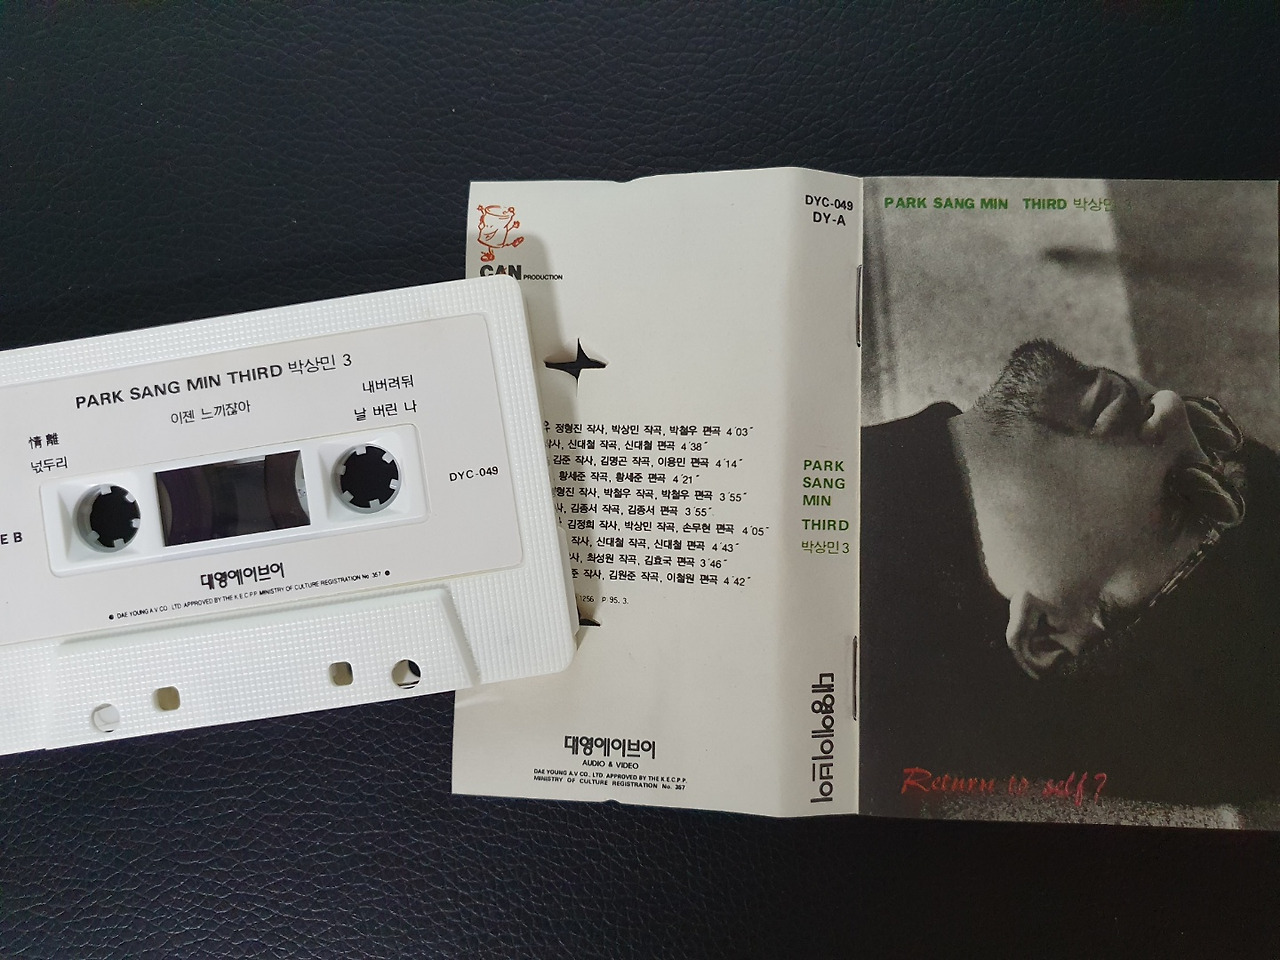 PARK SANG MIN THIRD 박상민 3
이젠 느끼잖아
내버려둬
情離
날 버린 나
넋두리
DYC-049
E B
대영에이브이
DAE YOUNG A.V CO., LTD. APPROVED BY THE K.E.C.P.P. MINISTRY OF CULTURE REGISTRATION No. 367
CAN PRODUCTION
정형진 작사, 박상민 작곡, 박철우 편곡 4´03˝
신대철 작곡, 신대철 편곡 4´38˝
김준 작사, 김명곤 작곡, 이용민 편곡 4´14˝
황세준 작곡, 황세준 편곡 4´21˝
형진 작사, 박철우 작곡, 박철우 편곡 3´55˝
김종서 작곡, 김종서 편곡 3´55˝
김정희 작사, 박상민 작곡, 손무현 편곡 4´05˝
작사, 신대철 작곡, 신대철 편곡 4´43˝
최성원 작곡, 김효국 편곡 3´46˝
작사, 김원준 작곡, 이철원 편곡 4´42˝
1256 P. 95. 3.
대영에이브이
AUDIO & VIDEO
DAE YOUNG A.V CO., LTD. APPROVED BY THE K.E.C.P.P.
MINISTRY OF CULTURE REGISTRATION No. 367
DYC-049
DY-A
PARK
SANG
MIN
THIRD
박상민 3
대영에이브이
PARK SANG MIN THIRD 박상민 3
Return to self?